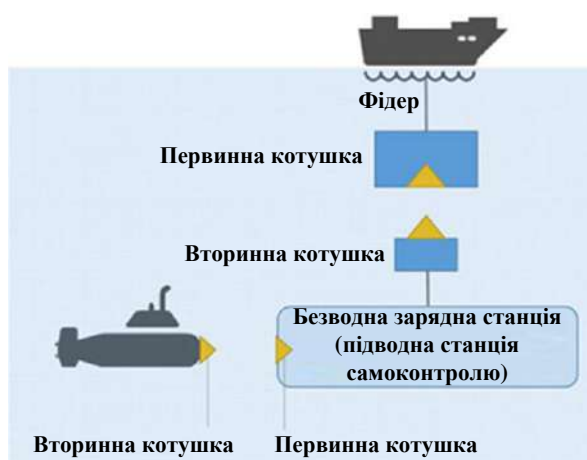 Фідер
Первинна котушка
Вторинна котушка
Безводна зарядна станція
(підводна станція
самоконтролю)
Вторинна котушка
Первинна котушка